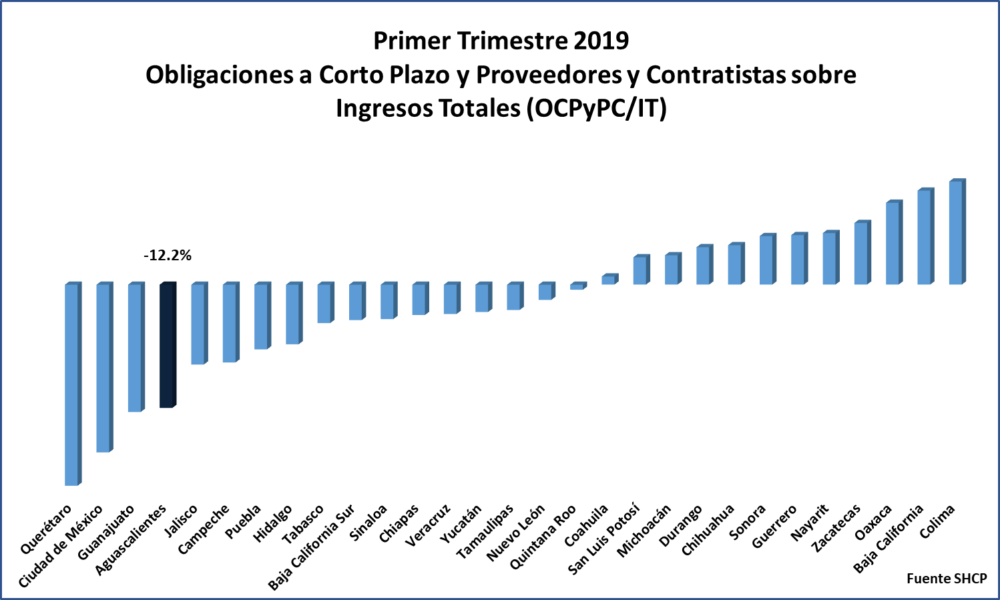 Primer Trimestre 2019
Obligaciones a Corto Plazo y Proveedores y Contratistas sobre
Ingresos Totales (OCPyPC/IT)
-12.2%
Querétaro
Ciudad de México
Guanajuato
Aguascalientes
Jalisco
Campeche
Puebla
Hidalgo
Tabasco
Baja California Sur
Sinaloa
Chiapas
Veracruz
Yucatán
Tamaulipas
Nuevo León
Quintana Roo
Coahuila
San Luis Potosí
Michoacán
Durango
Chihuahua
Sonora
Guerrero
Nayarit
Zacatecas
Oaxaca
Baja California
Colima
Fuente SHCP